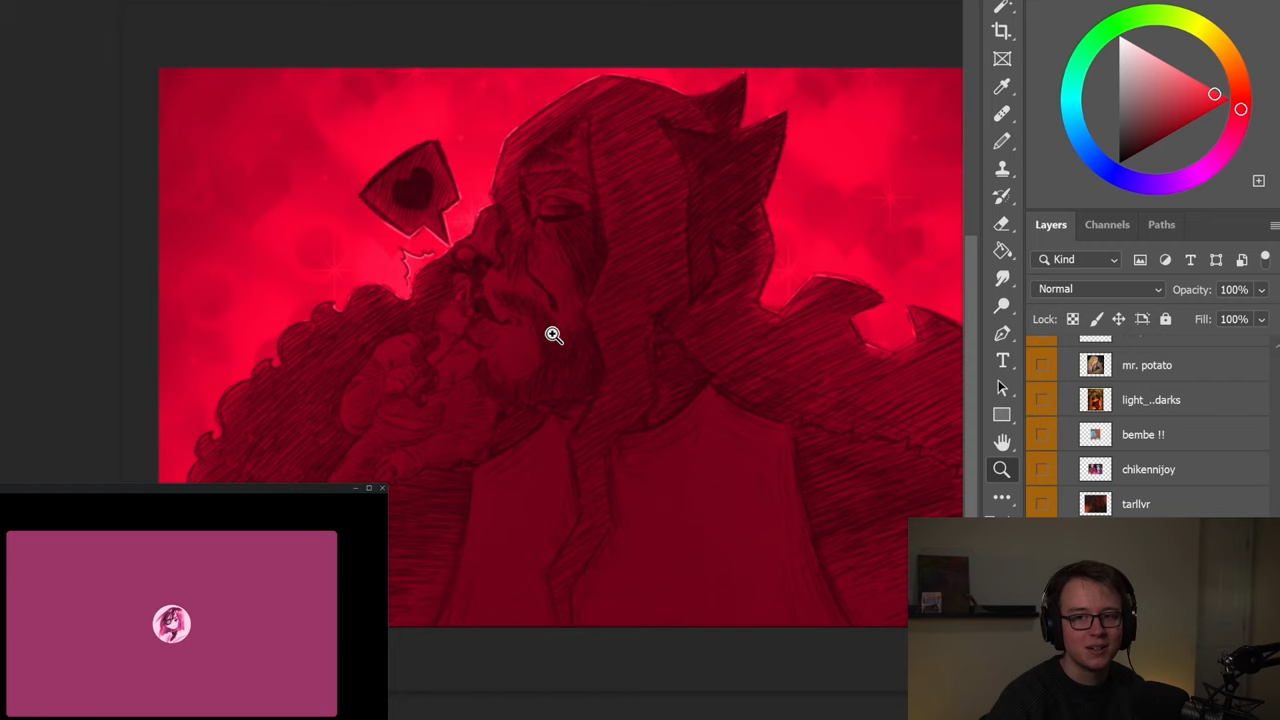 Layers Channels Paths
Kind
Normal Opacity: 100%
Lock: Fill: 100%
mr. potato
light_..darks
bembe !!
chikennijoy
tarllvr